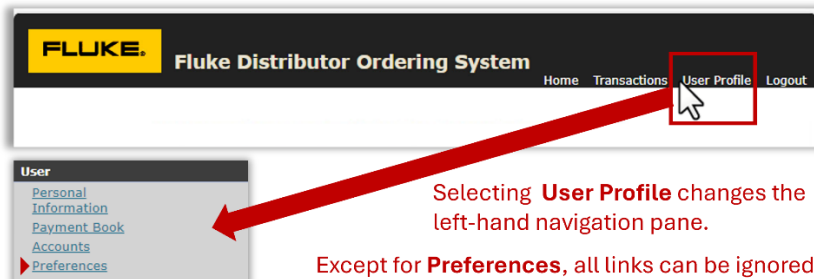 FLUKE®
Fluke Distributor Ordering System
Home Transactions User Profile Logout
User
Personal
Information
Payment Book
Accounts
Preferences
Selecting User Profile changes the
left-hand navigation pane.
Except for Preferences, all links can be ignored